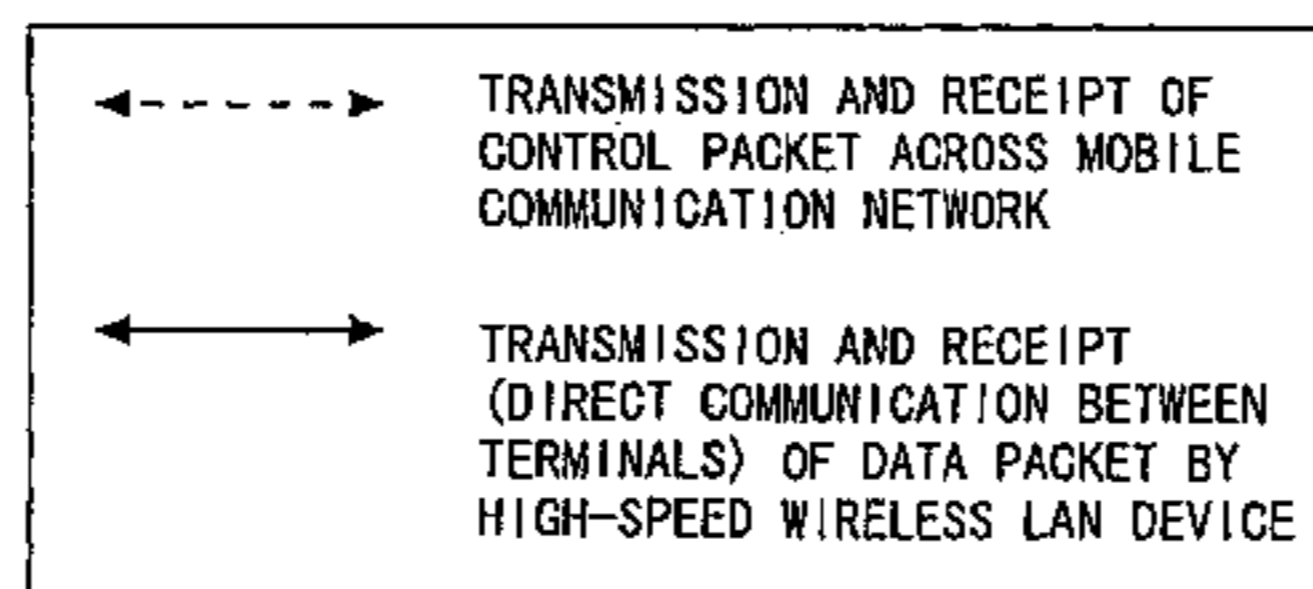 TRANSMISSION AND RECEIPT OF
CONTROL PACKET ACROSS MOBILE
COMMUNICATION NETWORK
TRANSMISSION AND RECEIPT
(DIRECT COMMUNICATION BETWEEN
TERMINALS) OF DATA PACKET BY
HIGH-SPEED WIRELESS LAN DEVICE